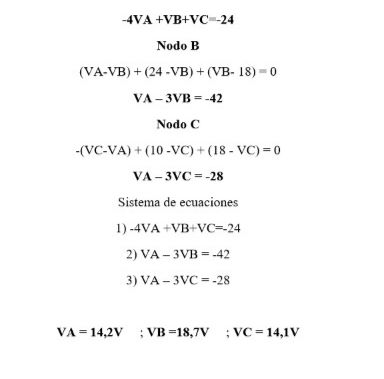 -4VA +VB+VC=-24
Nodo B
(VA-VB) + (24 -VB) + (VB- 18) = 0
VA – 3VB = -42
Nodo C
-(VC-VA) + (10 -VC) + (18 - VC) = 0
VA – 3VC = -28
Sistema de ecuaciones
1) -4VA +VB+VC=-24
2) VA – 3VB = -42
3) VA – 3VC = -28
VA = 14,2V ; VB =18,7V ; VC = 14,1V